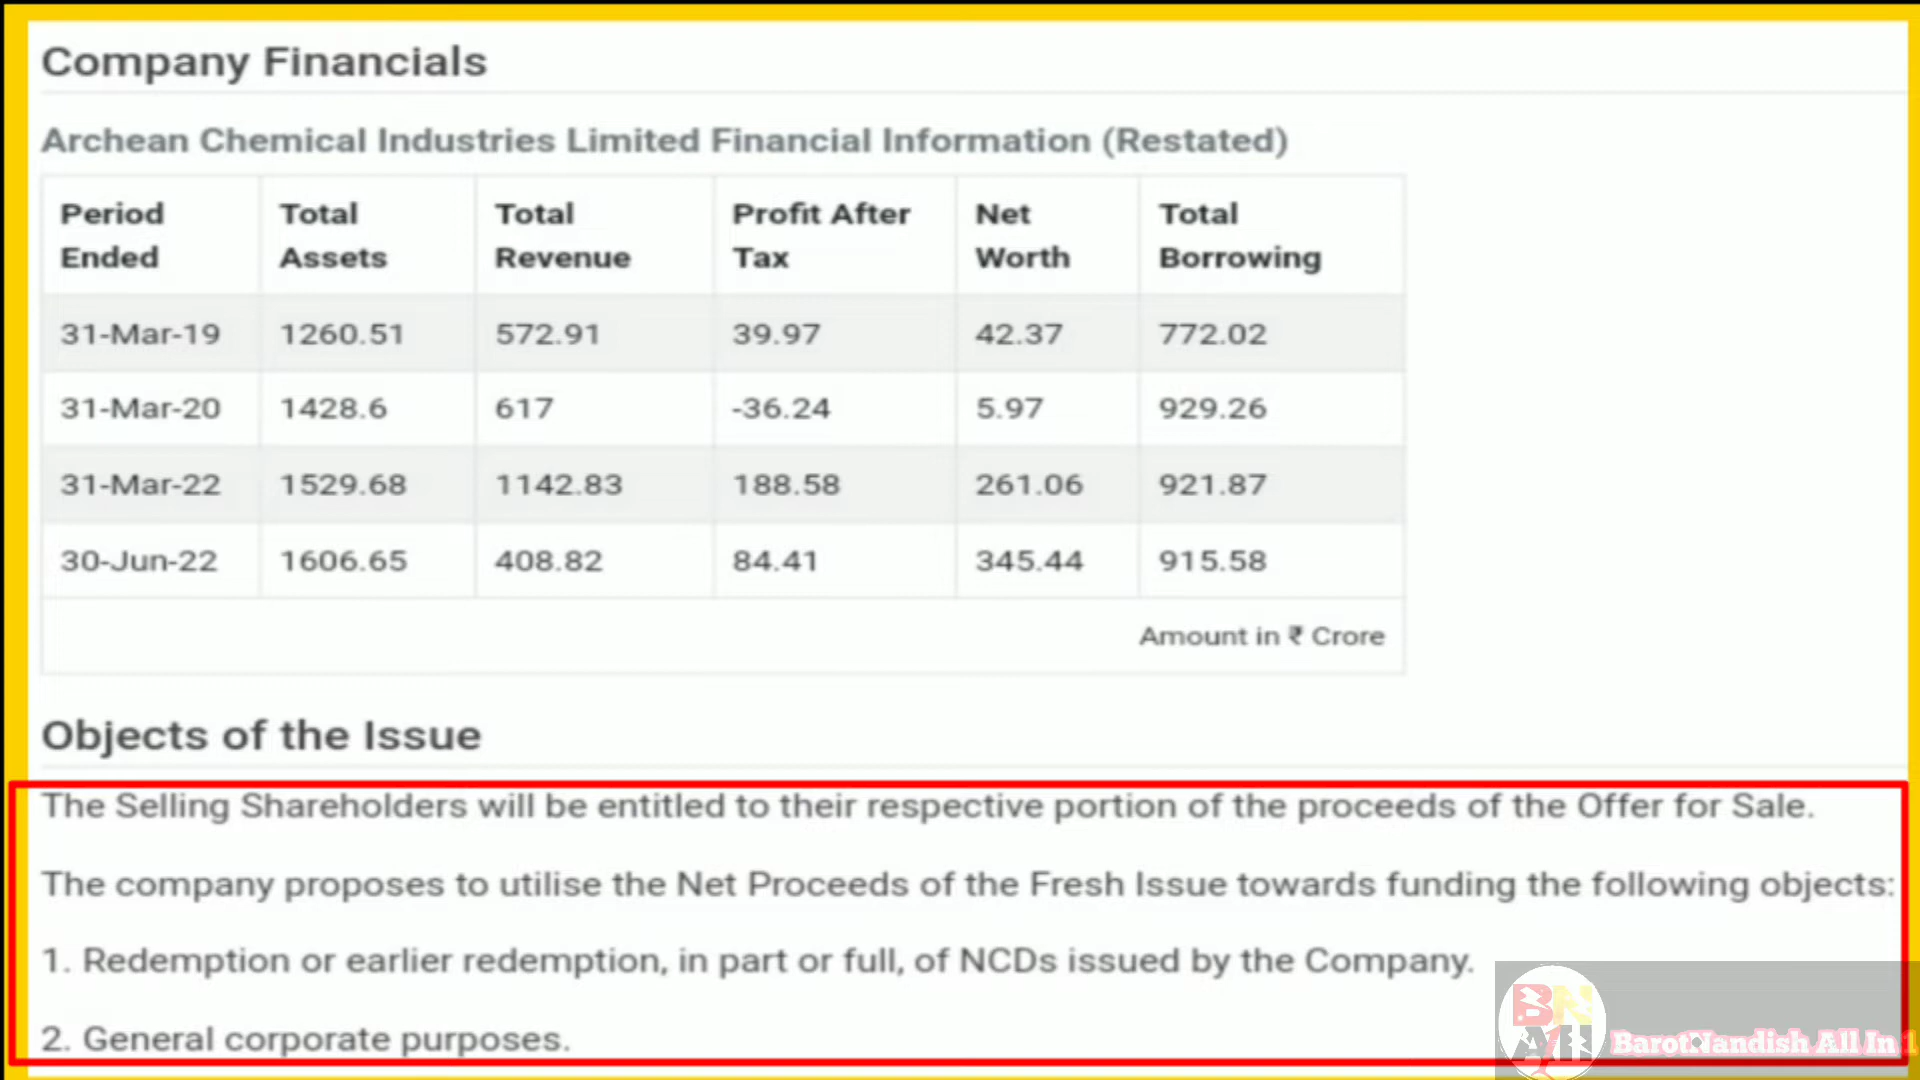 Company Financials
Archean Chemical Industries Limited Financial Information (Restated)
Period Ended Total Assets Total Revenue Profit After Tax Net Worth Total Borrowing
31-Mar-19 1260.51 572.91 39.97 42.37 772.02
31-Mar-20 1428.6 617 -36.24 5.97 929.26
31-Mar-22 1529.68 1142.83 188.58 261.06 921.87
30-Jun-22 1606.65 408.82 84.41 345.44 915.58
Amount in ₹ Crore
Objects of the Issue
The Selling Shareholders will be entitled to their respective portion of the proceeds of the Offer for Sale.
The company proposes to utilise the Net Proceeds of the Fresh Issue towards funding the following objects:
1. Redemption or earlier redemption, in part or full, of NCDs issued by the Company.
2. General corporate purposes.
BarotNandish All In 1